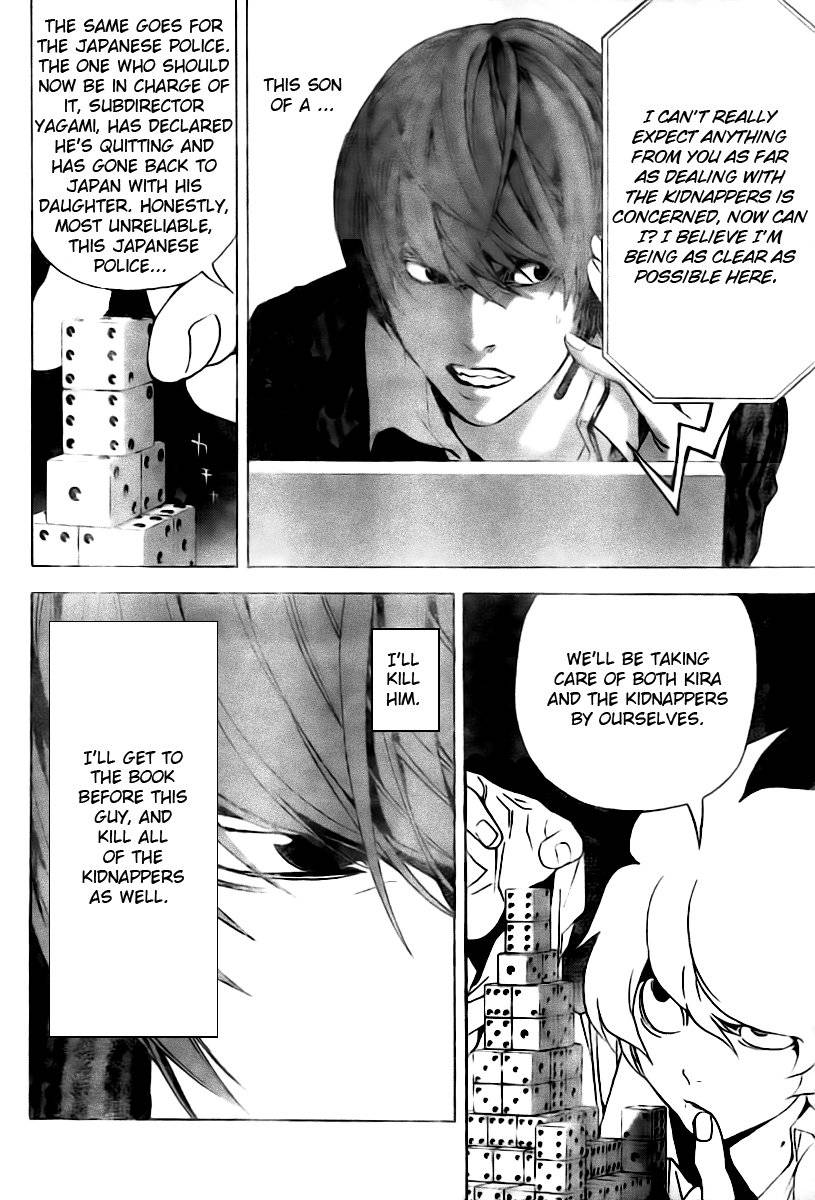 I CAN'T REALLY
EXPECT ANYTHING
FROM YOU AS FAR
AS DEALING WITH
THE KIDNAPPERS IS
CONCERNED, NOW CAN
I? I BELIEVE I'M
BEING AS CLEAR AS
POSSIBLE HERE.
THIS SON
OF A ...
THE SAME GOES FOR
THE JAPANESE POLICE.
THE ONE WHO SHOULD
NOW BE IN CHARGE OF
IT, SUBDIRECTOR
YAGAMI, HAS DECLARED
HE'S QUITTING AND
HAS GONE BACK TO
JAPAN WITH HIS
DAUGHTER. HONESTLY,
MOST UNRELIABLE,
THIS JAPANESE
POLICE...
WE'LL BE TAKING
CARE OF BOTH KIRA
AND THE KIDNAPPERS
BY OURSELVES.
I'LL
KILL
HIM.
I'LL GET TO
THE BOOK
BEFORE THIS
GUY, AND
KILL ALL
OF THE
KIDNAPPERS
AS WELL.